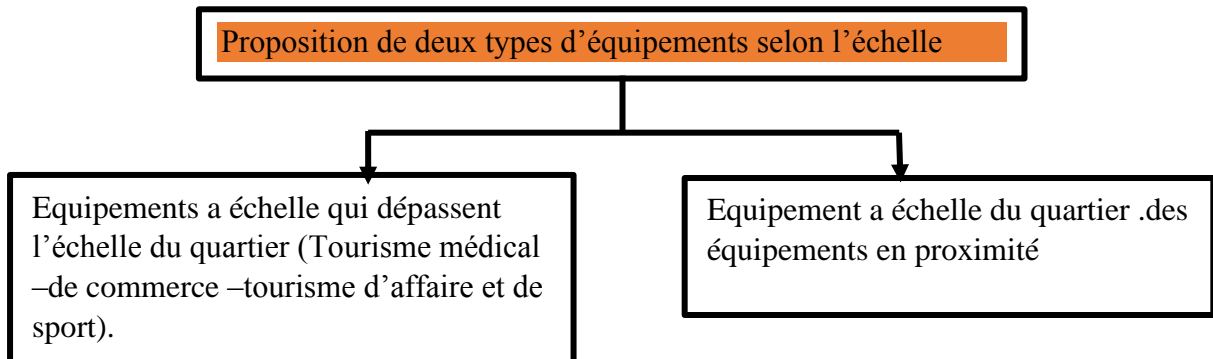 Proposition de deux types d’équipements selon l’échelle
Equipements a échelle qui dépassent
l’échelle du quartier (Tourisme médical
–de commerce –tourisme d’affaire et de
sport).
Equipement a échelle du quartier .des
équipements en proximité